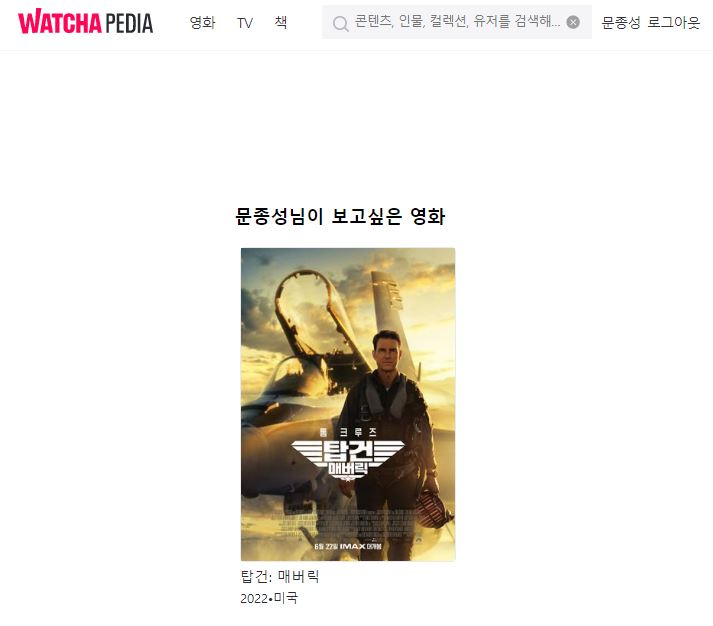 WATCHA PEDIA 영화 TV 책 콘텐츠, 인물, 컬렉션, 유저를 검색해... 문종성 로그아웃
문종성님이 보고싶은 영화
톰 크루즈
탑건
매버릭
6월 22일 IMAX 대개봉
탑건: 매버릭
2022•미국